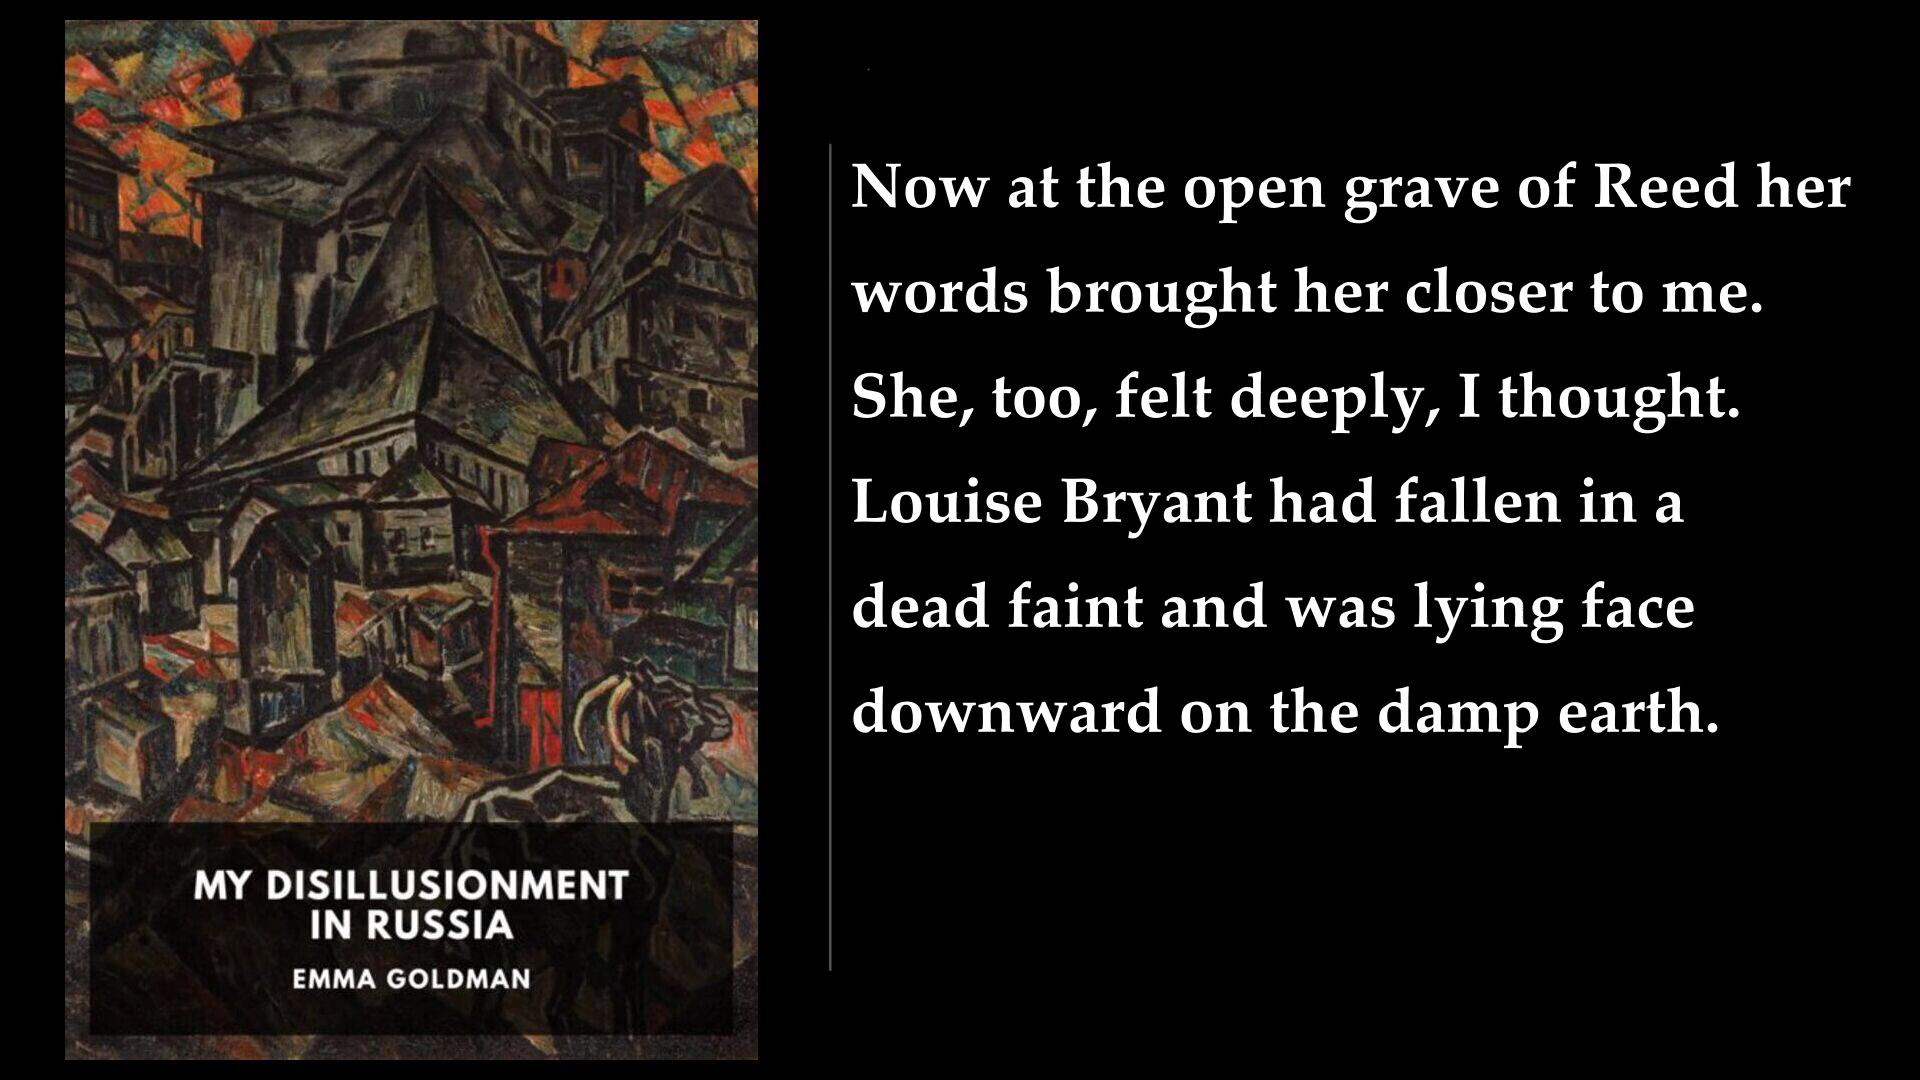 MY DISILLUSIONMENT
IN RUSSIA
EMMA GOLDMAN
Now at the open grave of Reed her
words brought her closer to me.
She, too, felt deeply, I thought.
Louise Bryant had fallen in a
dead faint and was lying face
downward on the damp earth.